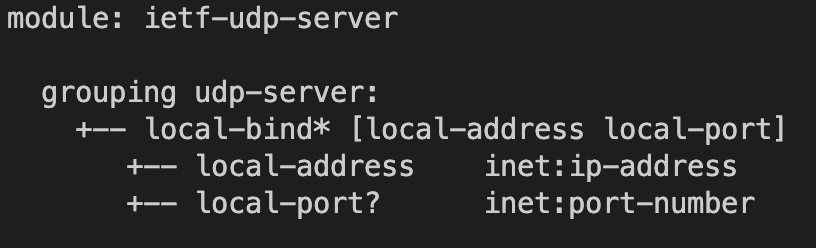 module: ietf-udp-server
grouping udp-server:
+-- local-bind* [local-address local-port]
+-- local-address inet:ip-address
+-- local-port? inet:port-number